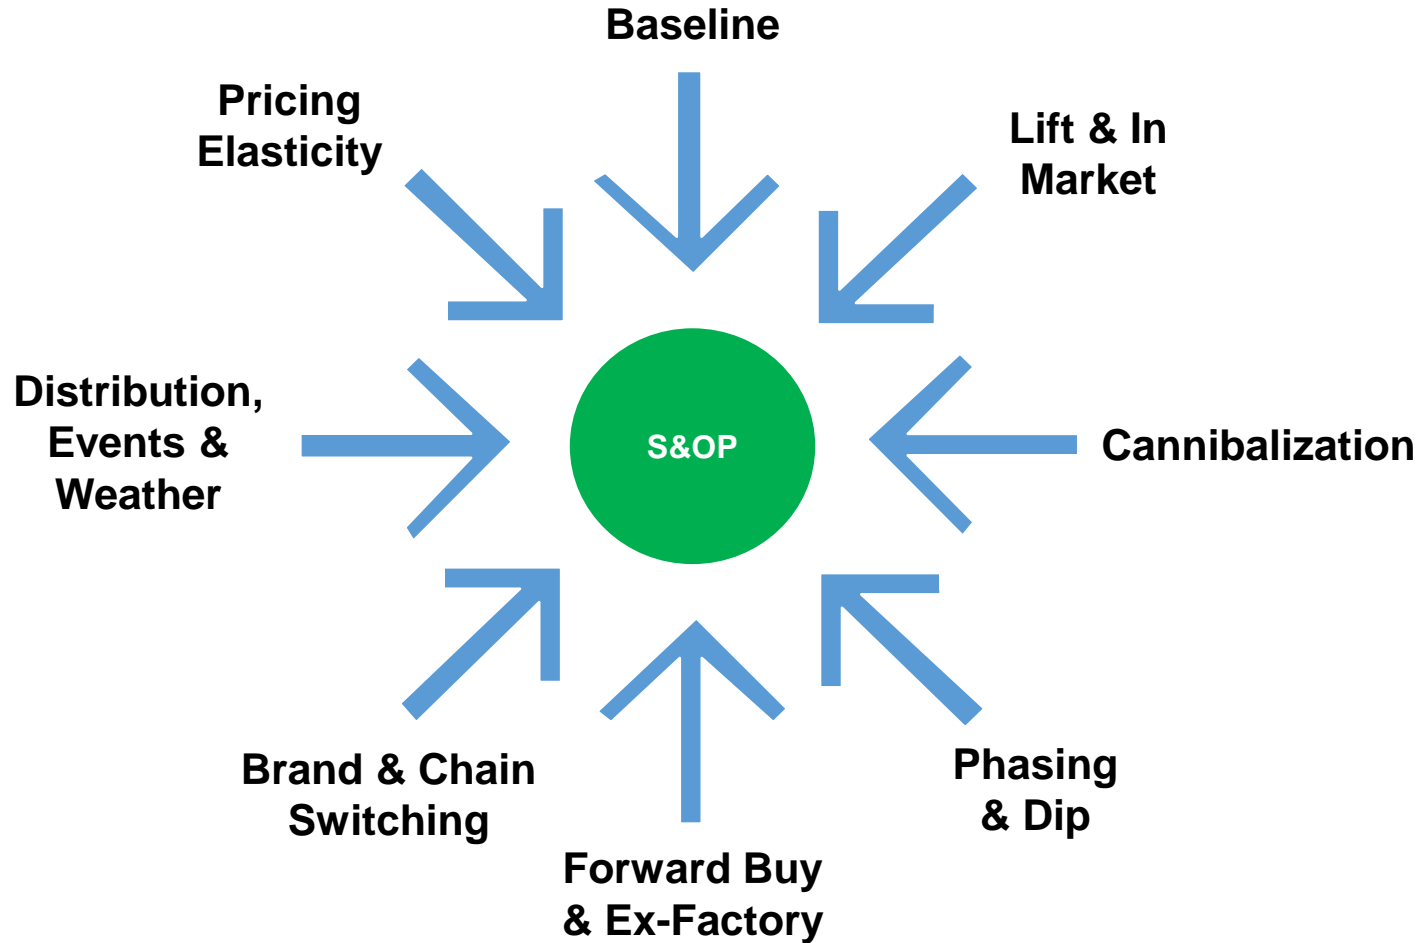 Baseline
Pricing
Elasticity
Lift & In
Market
Distribution,
Events &
Weather
S&OP
Cannibalization
Brand & Chain
Switching
Phasing
& Dip
Forward Buy
& Ex-Factory